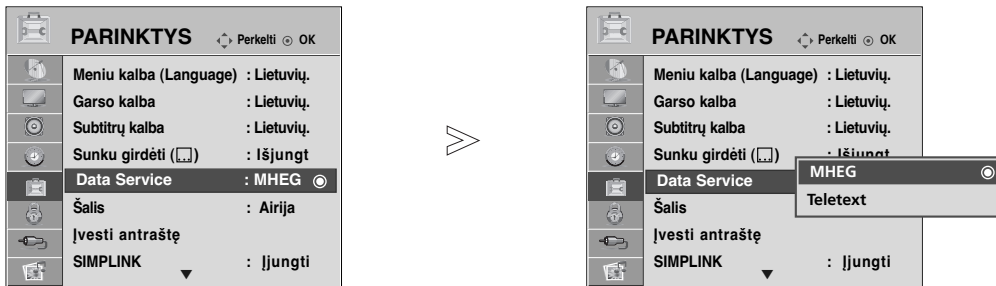 PARINKTYS Perkelti OK
Meniu kalba (Language) : Lietuvių.
Garso kalba : Lietuvių.
Subtitrų kalba : Lietuvių.
Sunku girdėti ( ) : Išjungt
Data Service : MHEG
Šalis : Airija
Įvesti antraštę
SIMPLINK : Įjungti
PARINKTYS Perkelti OK
Meniu kalba (Language) : Lietuvių.
Garso kalba : Lietuvių.
Subtitrų kalba : Lietuvių.
Sunku girdėti ( ) : Išjungt
Data Service
MHEG
Teletext
Šalis
Įvesti antraštę
SIMPLINK : Įjungti